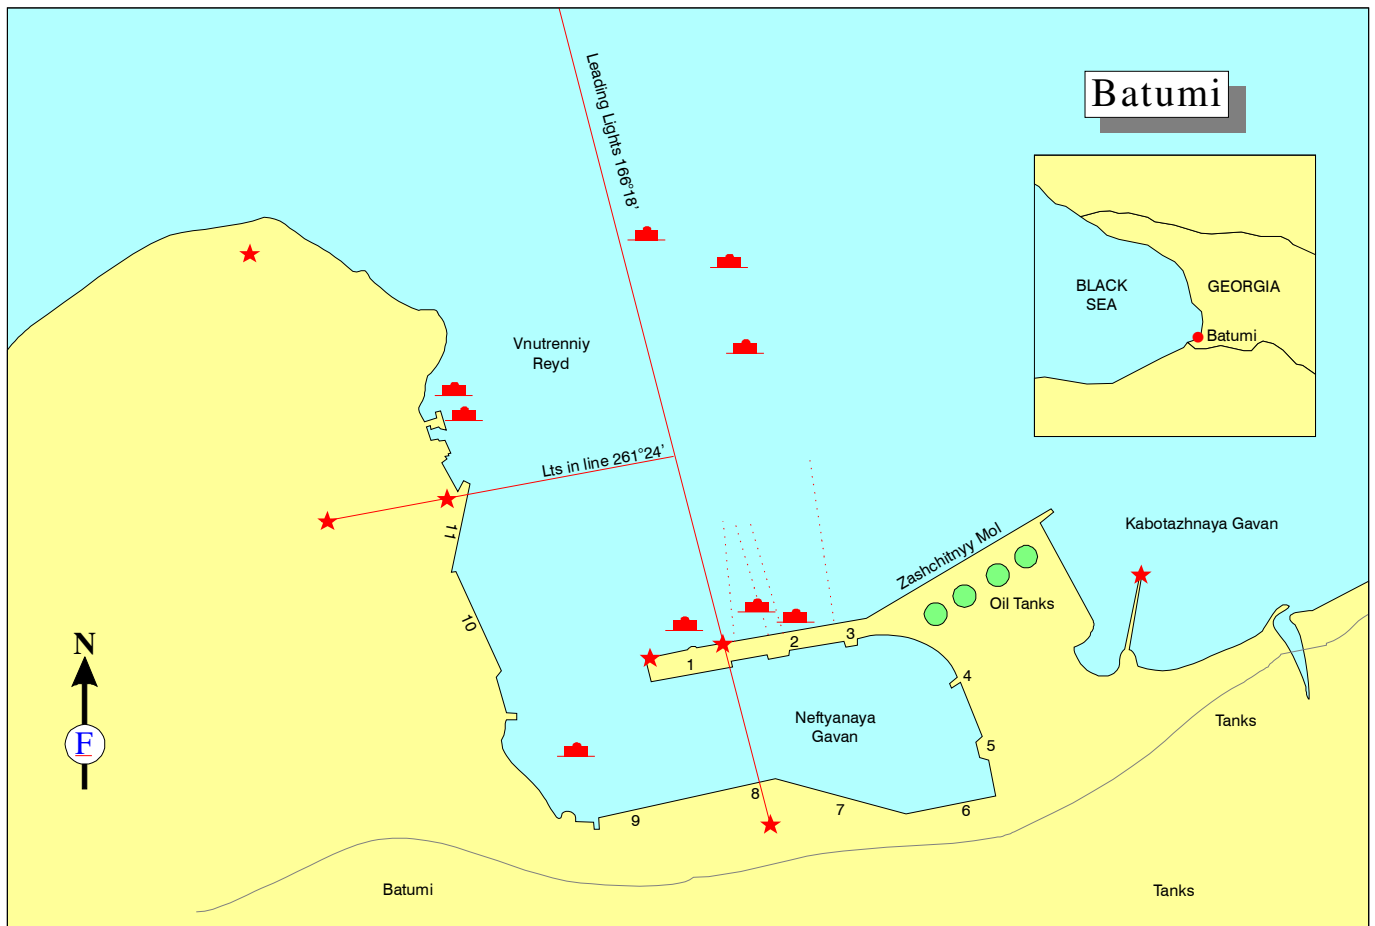 Batumi
Leading Lights 166°18'
BLACK
SEA
GEORGIA
Batumi
Vnutrenniy
Reyd
Lts in line 261°24'
Kabotazhnaya Gavan
Zashchitnyy Mol
Oil Tanks
11
10
1
2
3
4
5
6
7
8
9
Neftyanaya
Gavan
N
F
Tanks
Batumi
Tanks